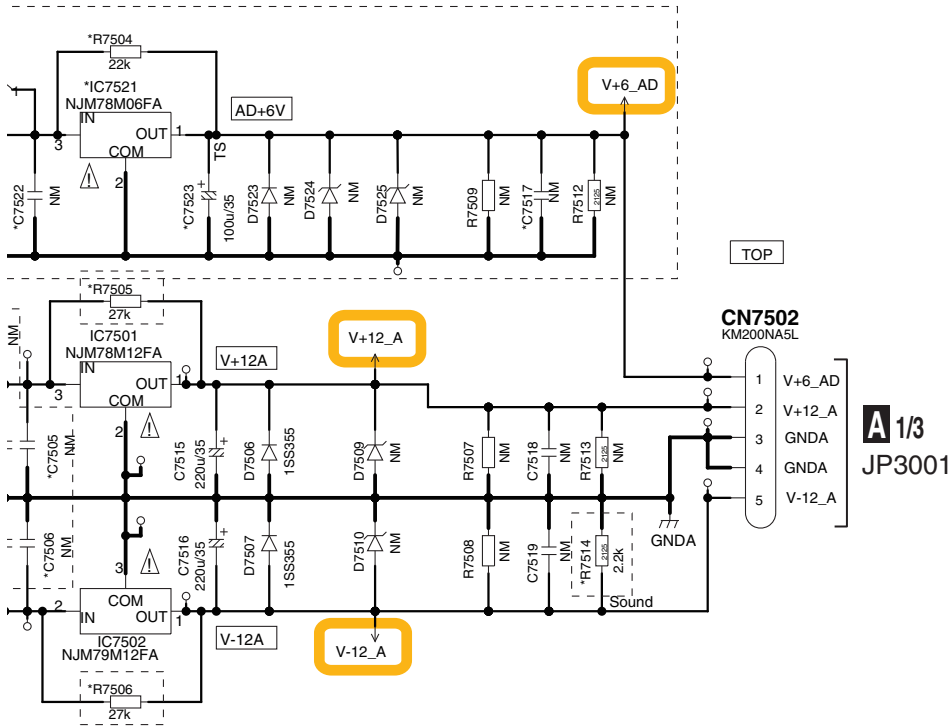 *R7504
22k
*IC7521
NJM78M06FA
IN
OUT
COM
3
1
2
AD+6V
TS
V+6_AD
*C7522
NM
*C7523
100u/35
+
D7523
NM
D7524
NM
D7525
NM
R7509
NM
*C7517
NM
R7512
2125
NM
TOP
*R7505
27k
IC7501
NJM78M12FA
IN
OUT
COM
3
1
2
V+12A
V+12_A
CN7502
KM200NA5L
1 V+6_AD
2 V+12_A
3 GNDA
4 GNDA
5 V-12_A
A 1/3
JP3001
NM
*C7505
NM
C7515
220u/35
+
D7506
1SS355
D7509
NM
R7507
NM
C7518
NM
R7513
2125
NM
*C7506
NM
C7516
220u/35
+
D7507
1SS355
D7510
NM
R7508
NM
C7519
NM
*R7514
2125
2.2k
Sound
GNDA
3
COM
2
IN
OUT
1
IC7502
NJM79M12FA
V-12A
V-12_A
*R7506
27k